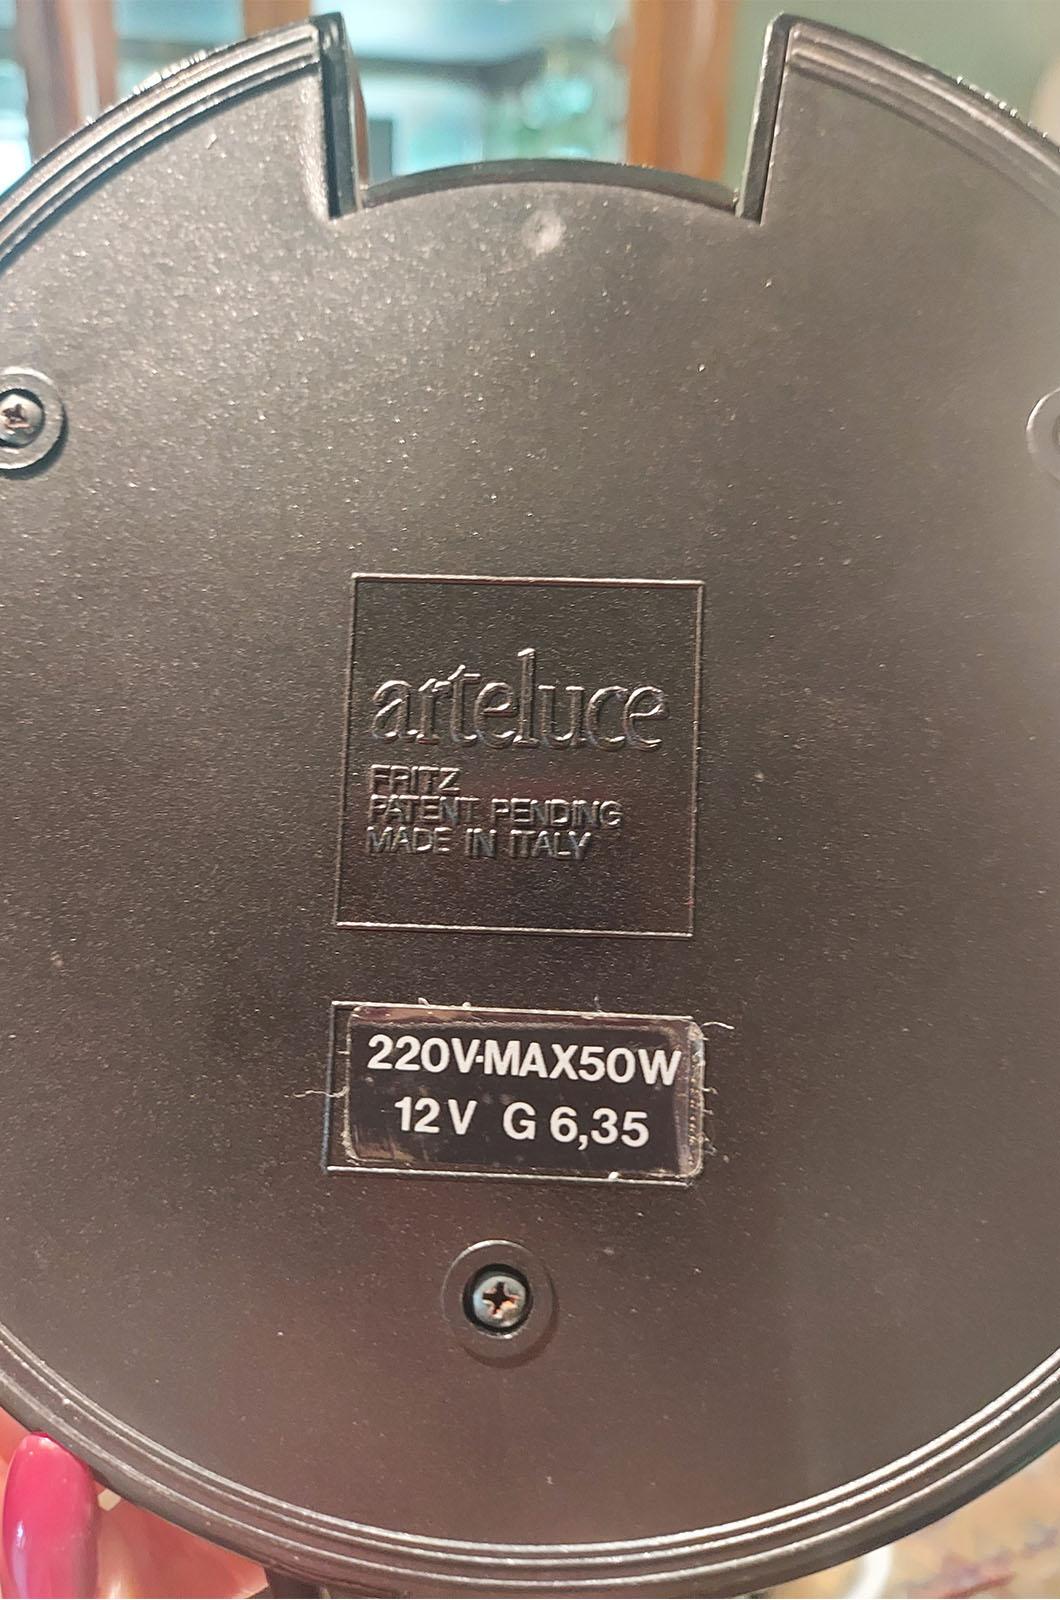 arteluce
FRITZ
PATENT PENDING
MADE IN ITALY
220V-MAX50W
12V G 6,35